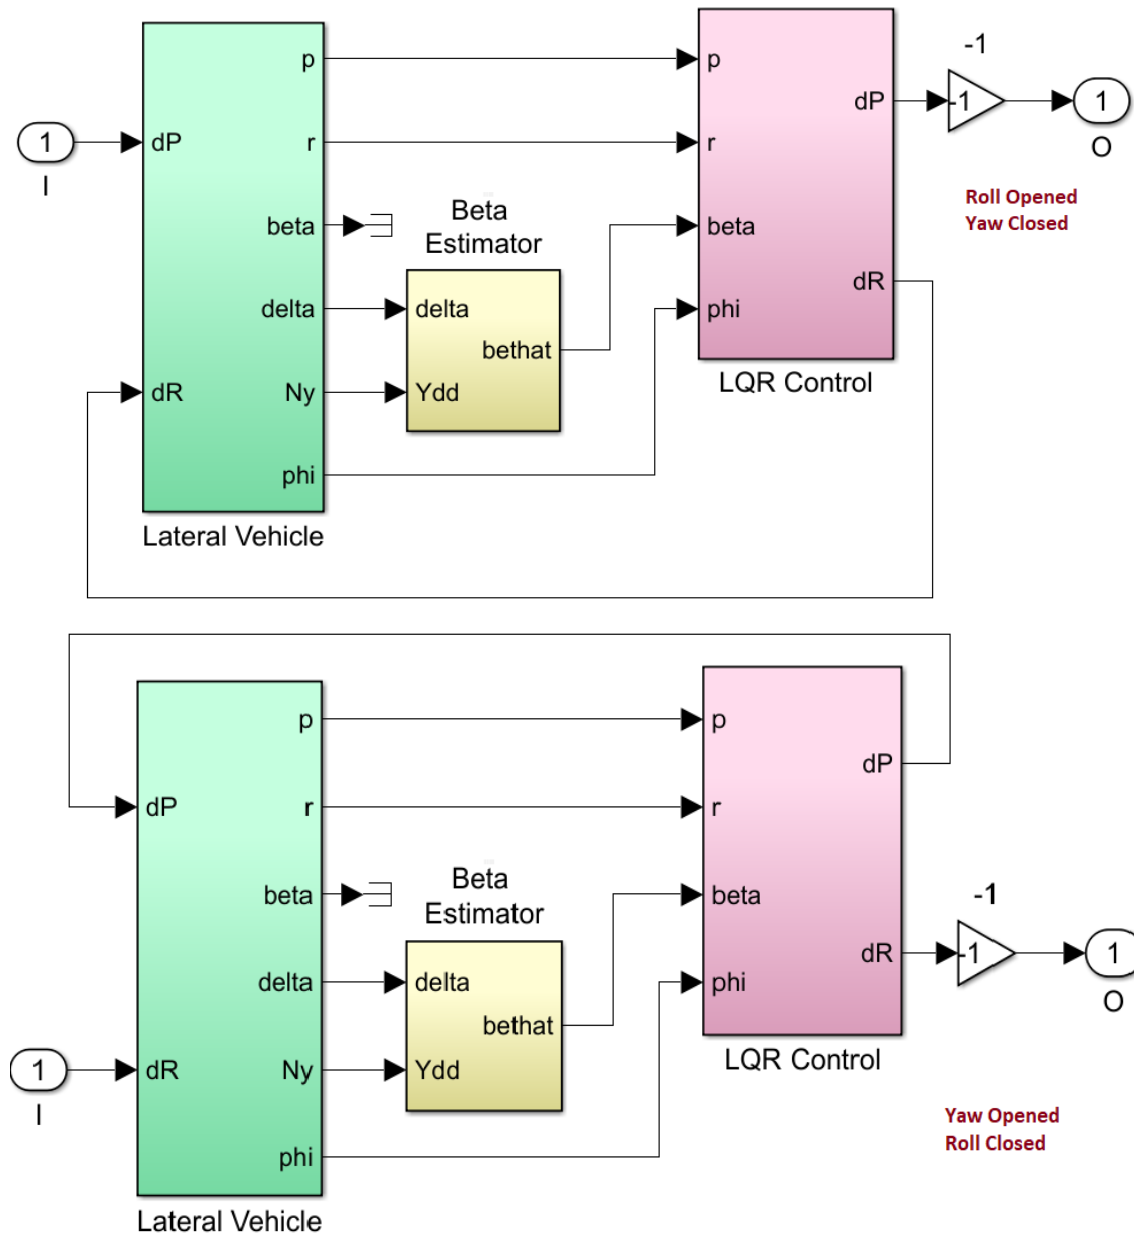 -1
p
p
dP
-1
1
1
dP
r
r
O
I
Roll Opened
Yaw Closed
Beta
Estimator
beta
beta
dR
delta
delta
phi
bethat
LQR Control
dR
Ny
Ydd
phi
Lateral Vehicle
p
p
dP
dP
r
r
Beta
Estimator
beta
beta
-1
dR
-1
1
O
delta
delta
phi
bethat
LQR Control
1
I
dR
Ny
Ydd
Yaw Opened
Roll Closed
phi
Lateral Vehicle